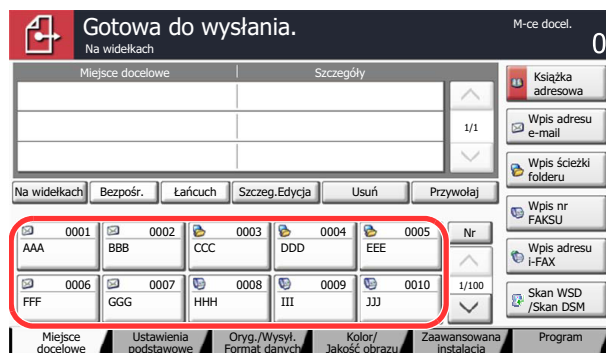 Gotowa do wysłania.
Na widełkach
M-ce docel.
0
Miejsce docelowe Szczegóły
1/1
Książka
adresowa
Wpis adresu
e-mail
Wpis ścieżki
folderu
Wpis nr
FAKSU
Wpis adresu
i-FAX
Skan WSD
/Skan DSM
Na widełkach Bezpośr. Łańcuch Szczeg.Edycja Usuń Przywołaj
0001 0002 0003 0004 0005 Nr
AAA BBB CCC DDD EEE
0006 0007 0008 0009 0010 1/100
FFF GGG HHH III JJJ
Miejsce
docelowe
Ustawienia
podstawowe
Oryg./Wysył.
Format danych
Kolor/
Jakość obrazu
Zaawansowana
instalacja
Program